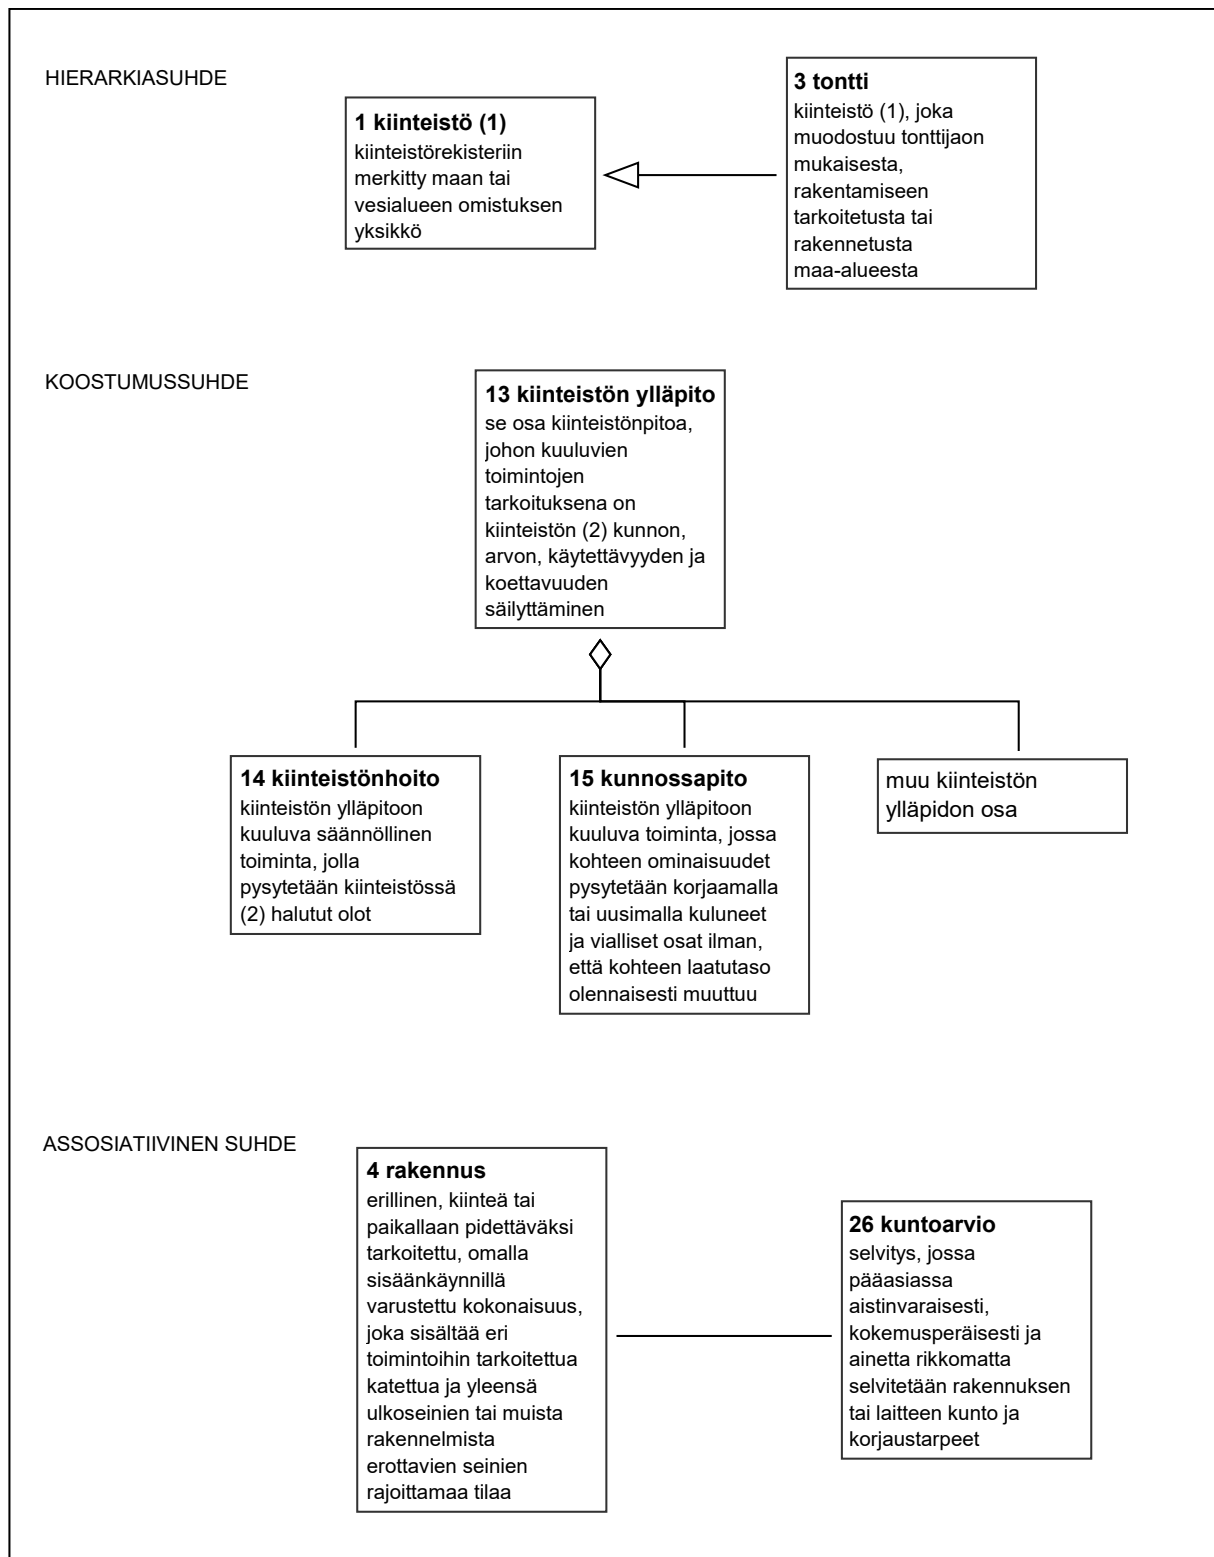 HIERARKIASUHDE
1 kiinteistö (1)
kiinteistörekisteriin
merkitty maan tai
vesialueen omistuksen
yksikkö
3 tontti
kiinteistö (1), joka
muodostuu tonttijaon
mukaisesta,
rakentamiseen
tarkoitetusta tai
rakennetusta
maa-alueesta
KOOSTUMUSSUHDE
13 kiinteistön ylläpito
se osa kiinteistönpitoa,
johon kuuluvien
toimintojen
tarkoituksena on
kiinteistön (2) kunnon,
arvon, käytettävyyden ja
koettavuuden
säilyttäminen
14 kiinteistönhoito
kiinteistön ylläpitoon
kuuluva säännöllinen
toiminta, jolla
pysytetään kiinteistössä
(2) halutut olot
15 kunnossapito
kiinteistön ylläpitoon
kuuluva toiminta, jossa
kohteen ominaisuudet
pysytetään korjaamalla
tai uusimalla kuluneet
ja vialliset osat ilman,
että kohteen laatutaso
olennaisesti muuttuu
muu kiinteistön
ylläpidon osa
ASSOSIATIIVINEN SUHDE
4 rakennus
erillinen, kiinteä tai
paikallaan pidettäväksi
tarkoitettu, omalla
sisäänkäynnillä
varustettu kokonaisuus,
joka sisältää eri
toimintoihin tarkoitettua
katettua ja yleensä
ulkoseinien tai muista
rakennelmista
erottavien seinien
rajoittamaa tilaa
26 kuntoarvio
selvitys, jossa
pääasiassa
aistinvaraisesti,
kokemusperäisesti ja
ainetta rikkomatta
selvitetään rakennuksen
tai laitteen kunto ja
korjaustarpeet